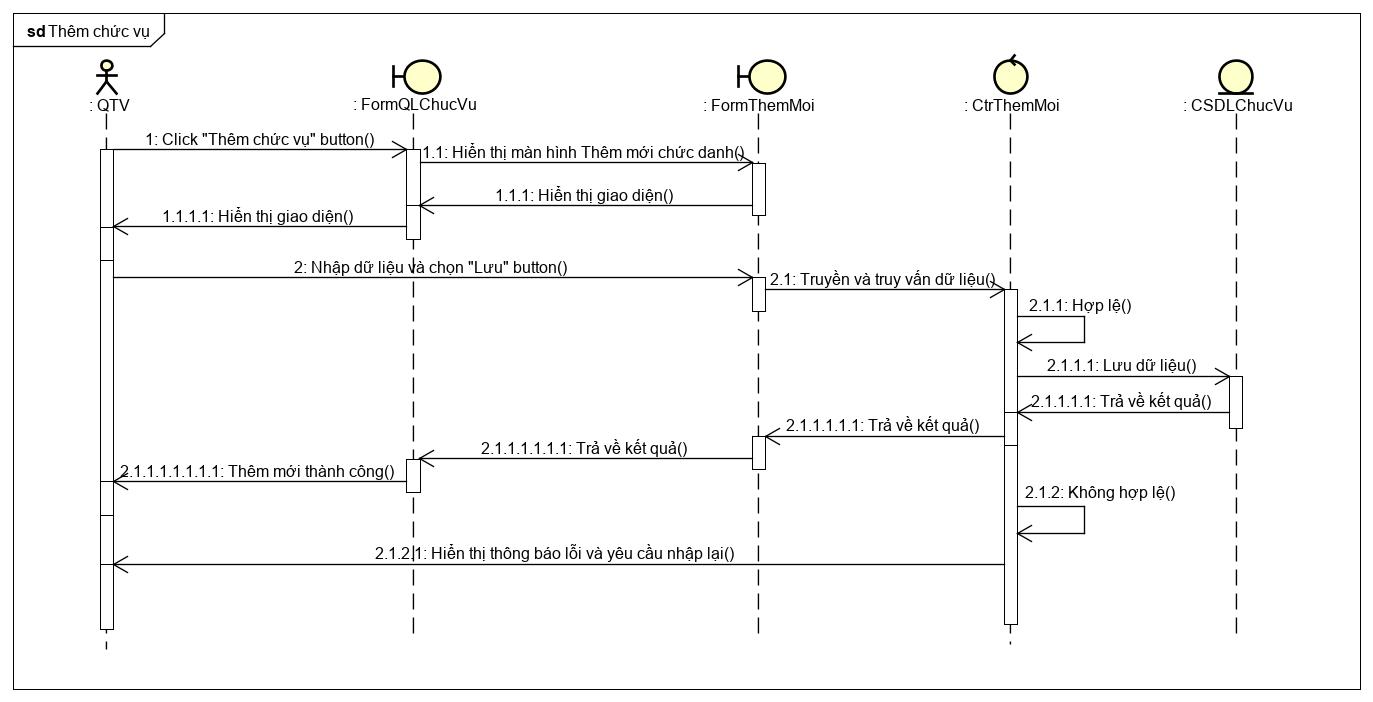 sd Thêm chức vụ
: QTV
: FormQLChucVu
: FormThemMoi
: CtrThemMoi
: CSDLChucVu
1: Click "Thêm chức vụ" button()
1.1: Hiển thị màn hình Thêm mới chức danh()
1.1.1: Hiển thị giao diện()
1.1.1.1: Hiển thị giao diện()
2: Nhập dữ liệu và chọn "Lưu" button()
2.1: Truyền và truy vấn dữ liệu()
2.1.1: Hợp lệ()
2.1.1.1: Lưu dữ liệu()
2.1.1.1.1: Trả về kết quả()
2.1.1.1.1.1: Trả về kết quả()
2.1.1.1.1.1.1: Trả về kết quả()
2.1.1.1.1.1.1.1: Thêm mới thành công()
2.1.2: Không hợp lệ()
2.1.2.1: Hiển thị thông báo lỗi và yêu cầu nhập lại()